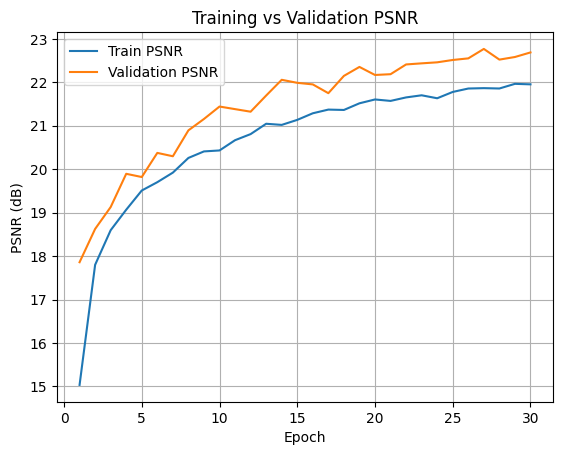 Training vs Validation PSNR
Train PSNR
Validation PSNR
PSNR (dB)
23
22
21
20
19
18
17
16
15
0 5 10 15 20 25 30
Epoch